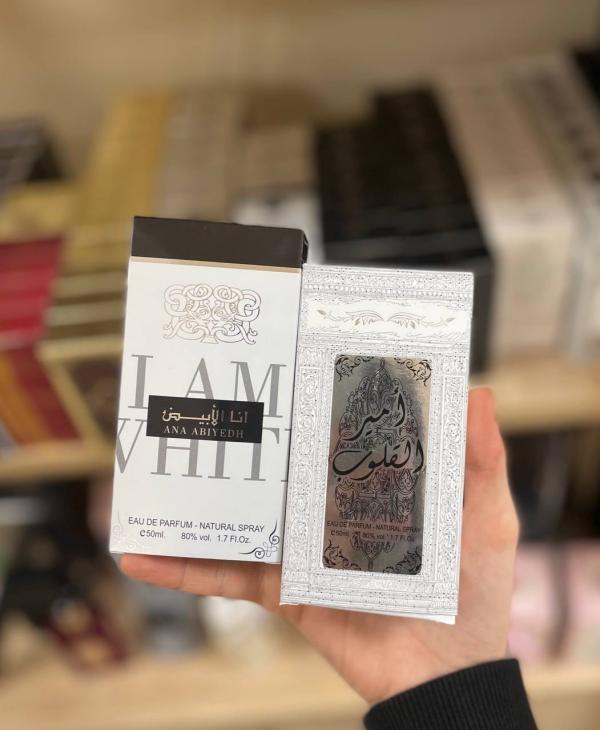 I AM
WHITE
انا الأبيض
ANA ABIYEDH
EAU DE PARFUM - NATURAL SPRAY
℮50ml. 80% vol. 1.7 Fl.Oz.
أمير
القلوب
EAU DE PARFUM - NATURAL SPRAY
℮50ml. 80% vol. 1.7 Fl.Oz.